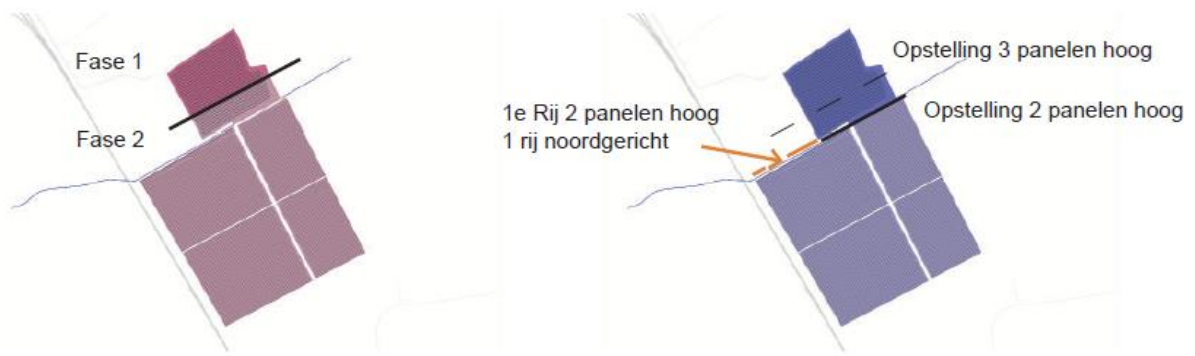 Fase 1
Fase 2
Opstelling 3 panelen hoog
1e Rij 2 panelen hoog
1 rij noordgericht
Opstelling 2 panelen hoog